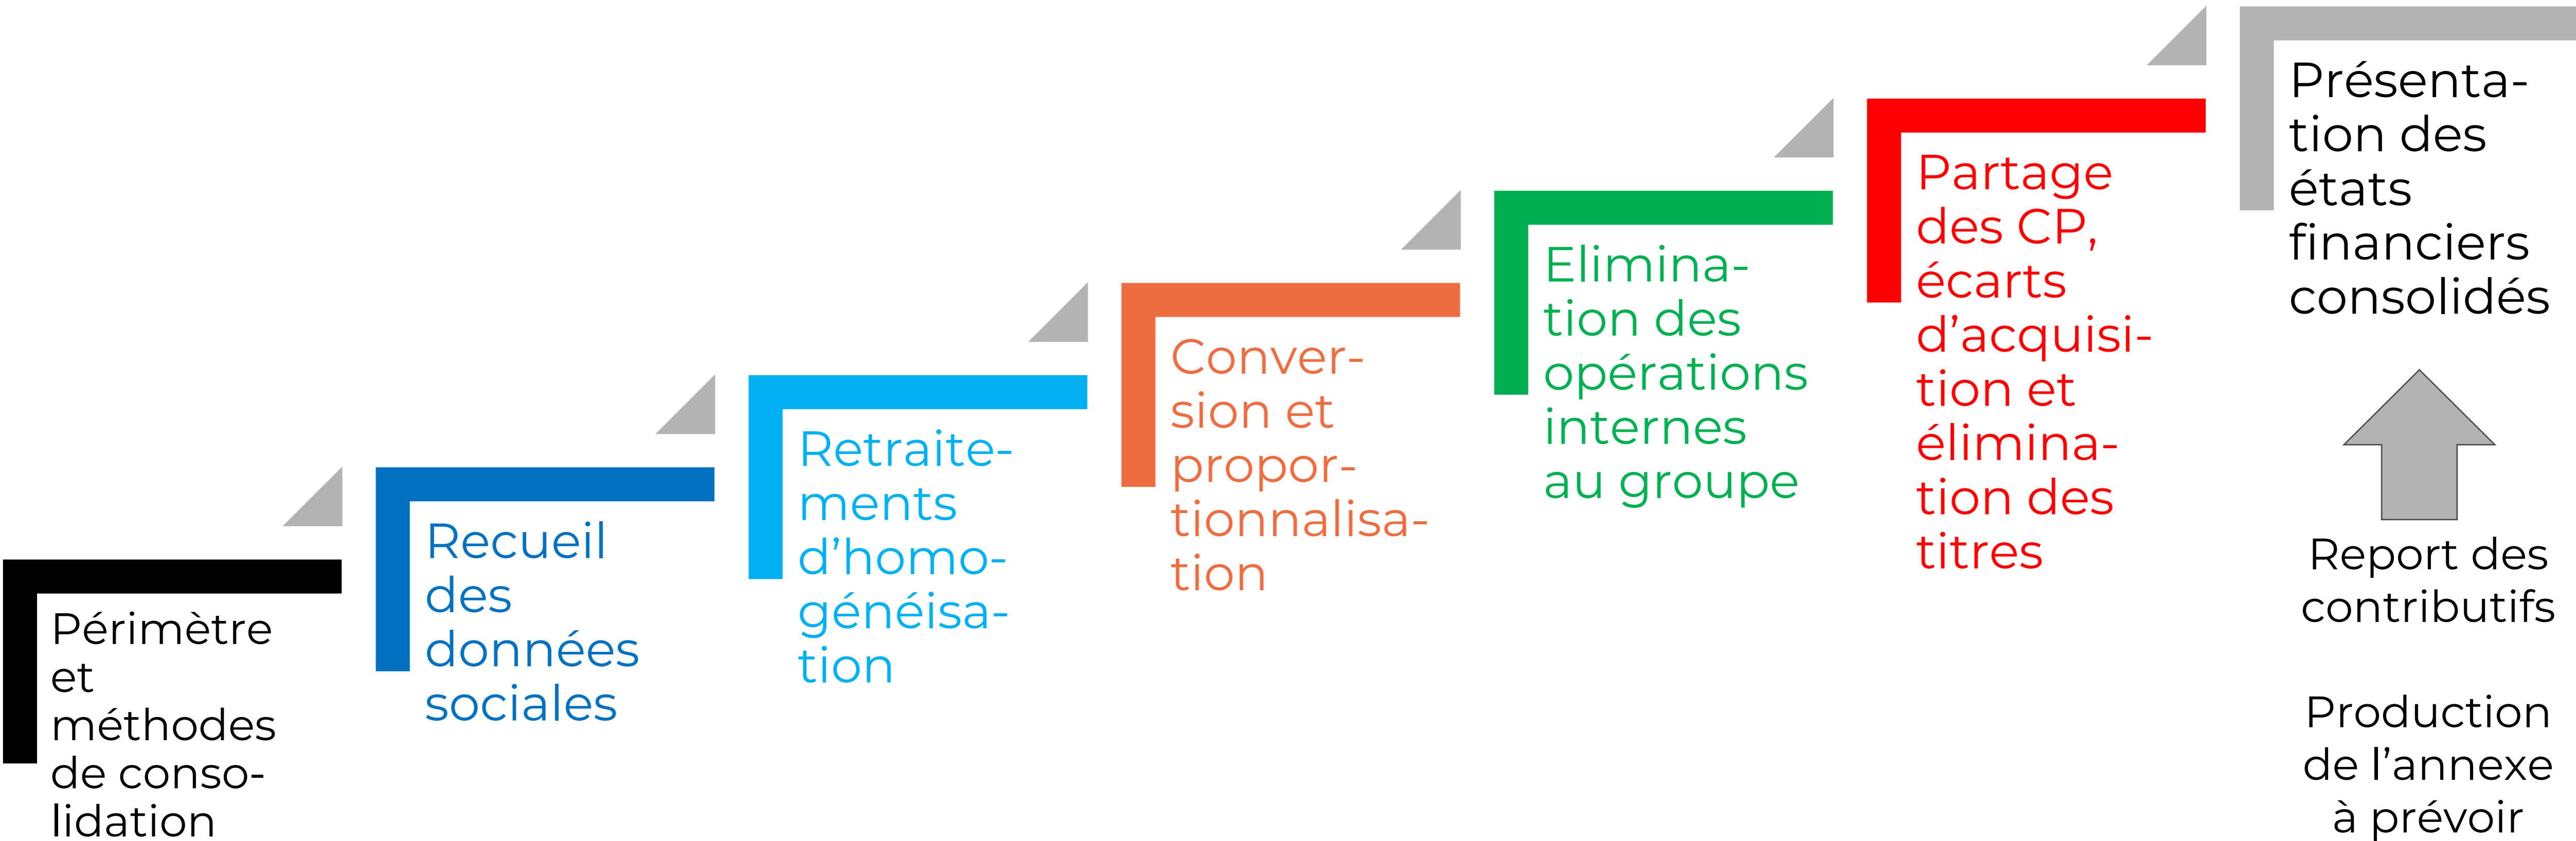 Périmètre
et
méthodes
de conso-
lidation
Recueil
des
données
sociales
Retraite-
ments
d’homo-
généisa-
tion
Conver-
sion et
propor-
tionnalisa-
tion
Elimina-
tion des
opérations
internes
au groupe
Partage
des CP,
écarts
d’acquisi-
tion et
élimina-
tion des
titres
Présenta-
tion des
états
financiers
consolidés
Report des
contributifs
Production
de l’annexe
à prévoir